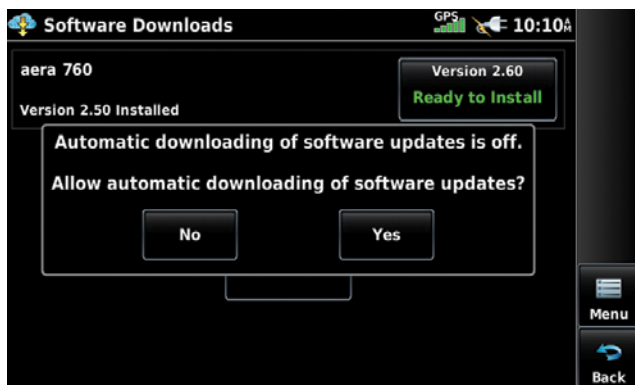 Software Downloads
GPS
10:10A
aera 760
Version 2.60
Ready to Install
Version 2.50 Installed
Automatic downloading of software updates is off.
Allow automatic downloading of software updates?
No
Yes
Menu
Back